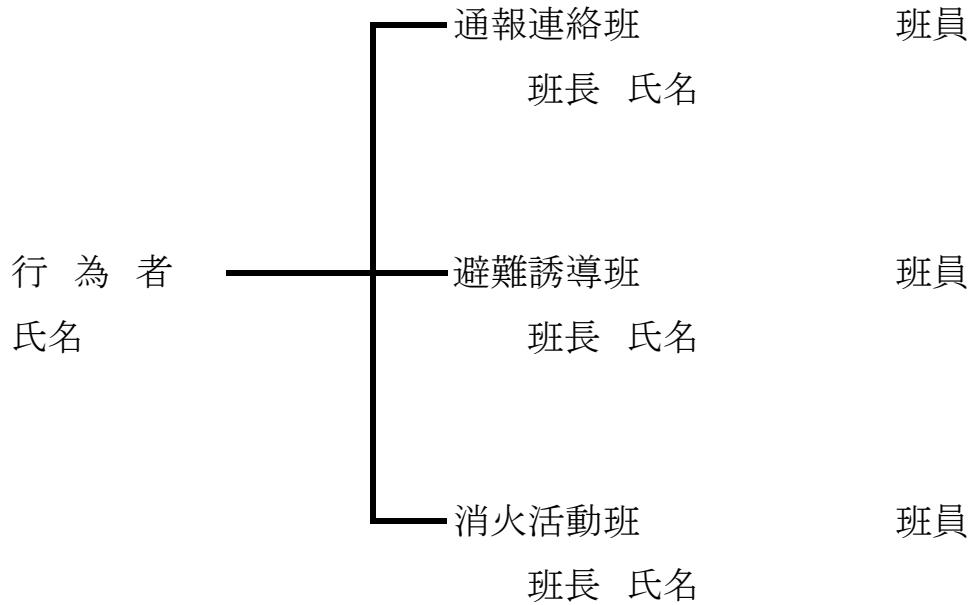 通報連絡班 班員
班長 氏名
行 為 者
氏名
避難誘導班 班員
班長 氏名
消火活動班 班員
班長 氏名